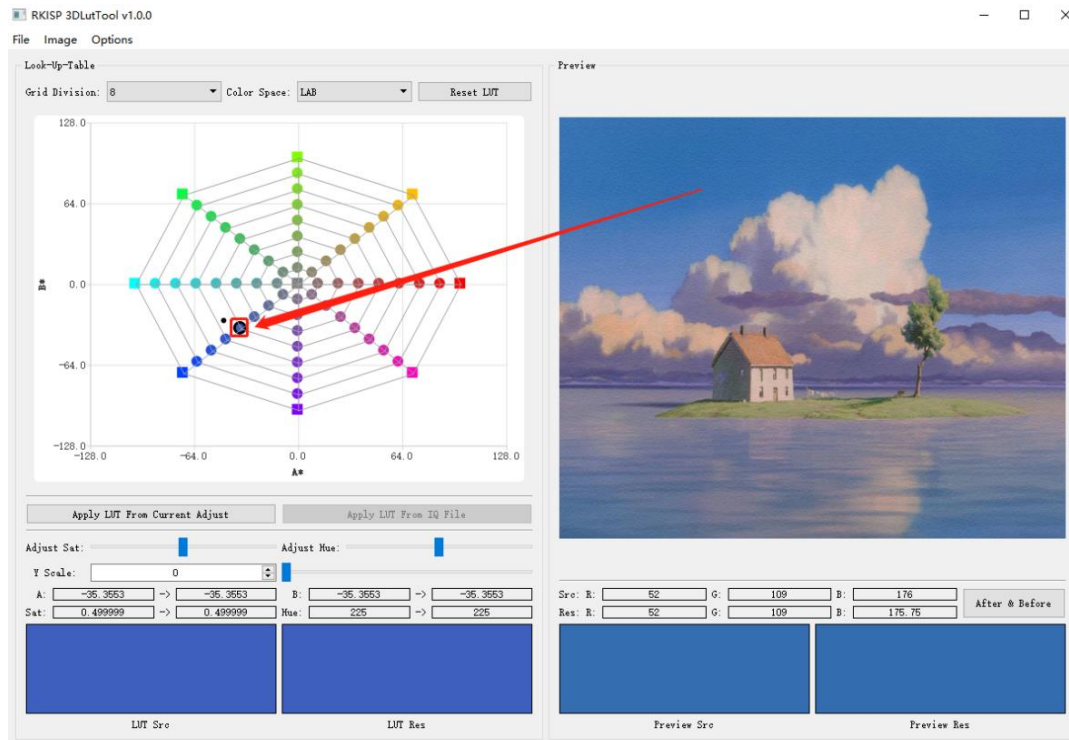 RKISP 3DLutTool v1.0.0
File Image Options
Look-Up-Table
Grid Division: 8 Color Space: LAB Reset LUT
128.0
64.0
B*
0.0
-64.0
-128.0
-128.0 -64.0 0.0 64.0 128.0
A*
Apply LUT From Current Adjust Apply LUT From IQ File
Adjust Sat: Adjust Hue:
Y Scale: 0
A: -35.3553 -> -35.3553 B: -35.3553 -> -35.3553
Sat: 0.499999 -> 0.499999 Hue: 225 -> 225
LUT Src LUT Res
Preview
Src: R: 52 G: 109 B: 176
Res: R: 52 G: 109 B: 175.75
After & Before
Preview Src Preview Res